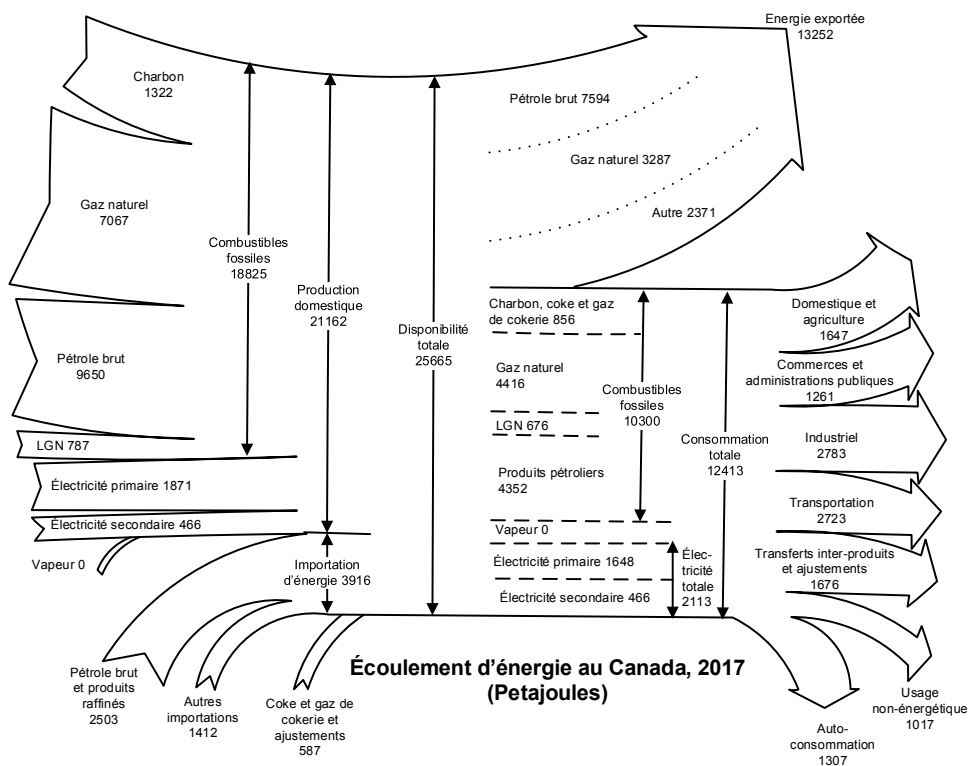 Energie exportée
13252
Charbon
1322
Pétrole brut 7594
Gaz naturel 3287
Autre 2371
Gaz naturel
7067
Combustibles
fossiles
18825
Production
domestique
21162
Disponibilité
totale
25665
Charbon, coke et gaz
de cokerie 856
Domestique et
agriculture
1647
Pétrole brut
9650
Gaz naturel
4416
Combustibles
fossiles
10300
Commerces et
administrations publiques
1261
LGN 787
LGN 676
Consommation
totale
12413
Industriel
2783
Électricité primaire 1871
Produits pétroliers
4352
Transportation
2723
Électricité secondaire 466
Vapeur 0
Vapeur 0
Importation
d'énergie 3916
Électricité primaire 1648
Électricité secondaire 466
Élec-
tricité
totale
2113
Transferts inter-produits
et ajustements
1676
Écoulement d'énergie au Canada, 2017
(Petajoules)
Pétrole brut
et produits
raffinés
2503
Autres
importations
1412
Coke et gaz de
cokerie et
ajustements
587
Usage
non-énergétique
1017
Auto-
consommation
1307